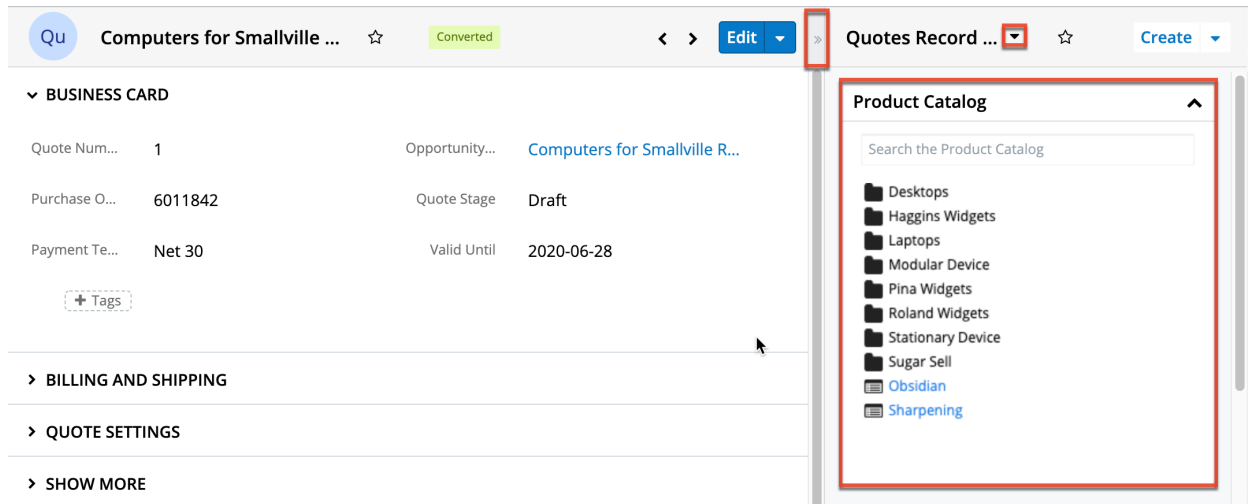 Qu
Computers for Smallville ...
Converted
Edit
»
Quotes Record ...
Create
BUSINESS CARD
Quote Num...
1
Opportunity...
Computers for Smallville R...
Purchase O...
6011842
Quote Stage
Draft
Payment Te...
Net 30
Valid Until
2020-06-28
+ Tags
BILLING AND SHIPPING
QUOTE SETTINGS
SHOW MORE
Product Catalog
Search the Product Catalog
Desktops
Haggins Widgets
Laptops
Modular Device
Pina Widgets
Roland Widgets
Stationary Device
Sugar Sell
Obsidian
Sharpening